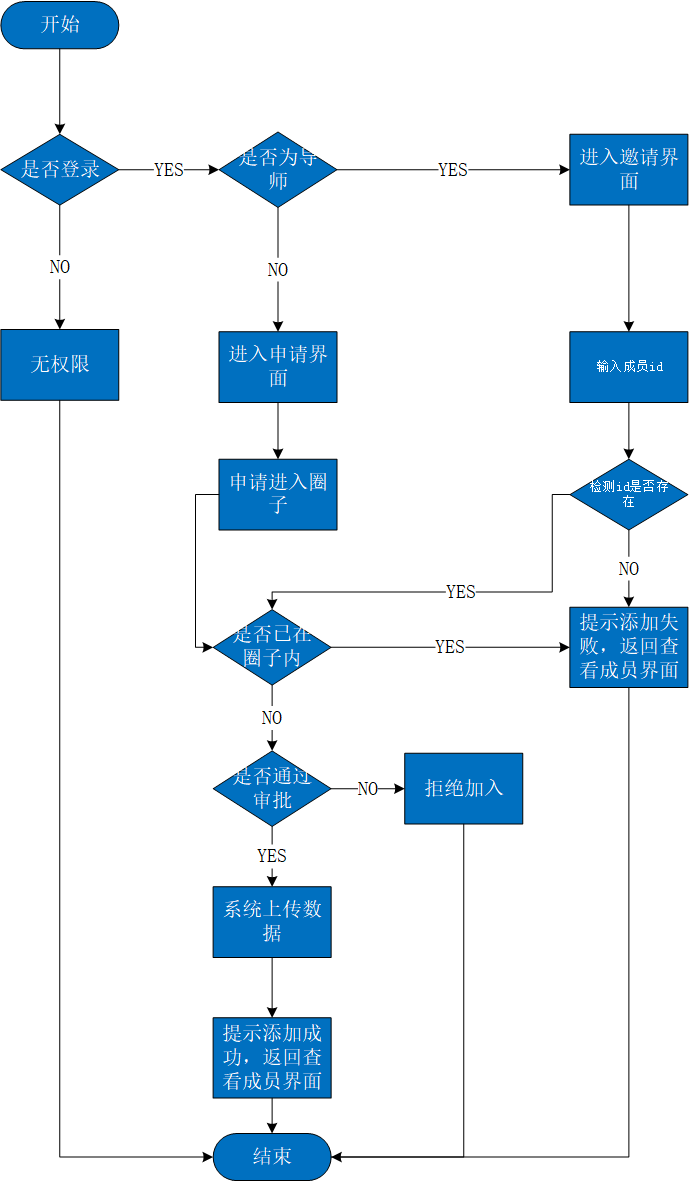 开始
是否登录
YES
是否为导
师
YES
进入邀请界
面
NO
NO
无权限
进入申请界
面
输入成员id
申请进入圈
子
检测id是否存
在
NO
YES
是否已在
圈子内
YES
提示添加失
败，返回查
看成员界面
NO
是否通过
审批
NO
拒绝加入
YES
系统上传数
据
提示添加成
功，返回查
看成员界面
结束